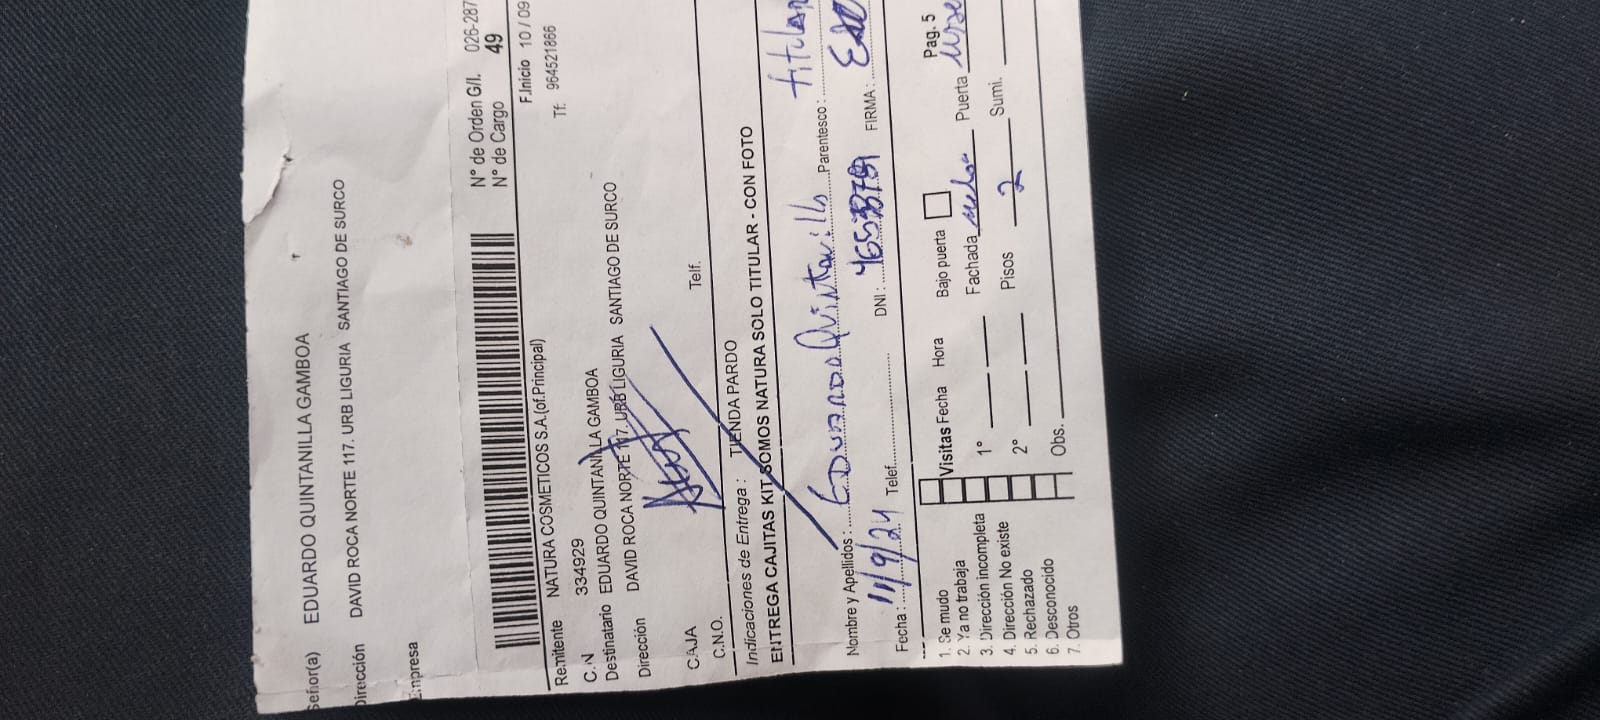 Señor(a) EDUARDO QUINTANILLA GAMBOA
Dirección DAVID ROCA NORTE 117. URB LIGURIA SANTIAGO DE SURCO
Empresa
N° de Orden G/I. 026-287
N° de Cargo 49
F.Inicio 10 / 09
Remitente NATURA COSMETICOS S.A.(of.Principal) Tf: 964521866
C.N 334929
Destinatario EDUARDO QUINTANILLA GAMBOA
Dirección DAVID ROCA NORTE 117. URB LIGURIA SANTIAGO DE SURCO
CAJA
C.N.O. Telf.
Indicaciones de Entrega : TIENDA PARDO
ENTREGA CAJITAS KIT SOMOS NATURA SOLO TITULAR - CON FOTO
Nombre y Apellidos : Eduardo Quintanilla Parentesco : titular
Fecha : 11/9/24 Telef. DNI : FIRMA :
Pag. 5
1. Se mudo Visitas Fecha Hora Bajo puerta
2. Ya no trabaja 1° Fachada Puerta
3. Dirección incompleta 2° Pisos 2 Sumi.
4. Dirección No existe Obs.
5. Rechazado
6. Desconocido
7. Otros